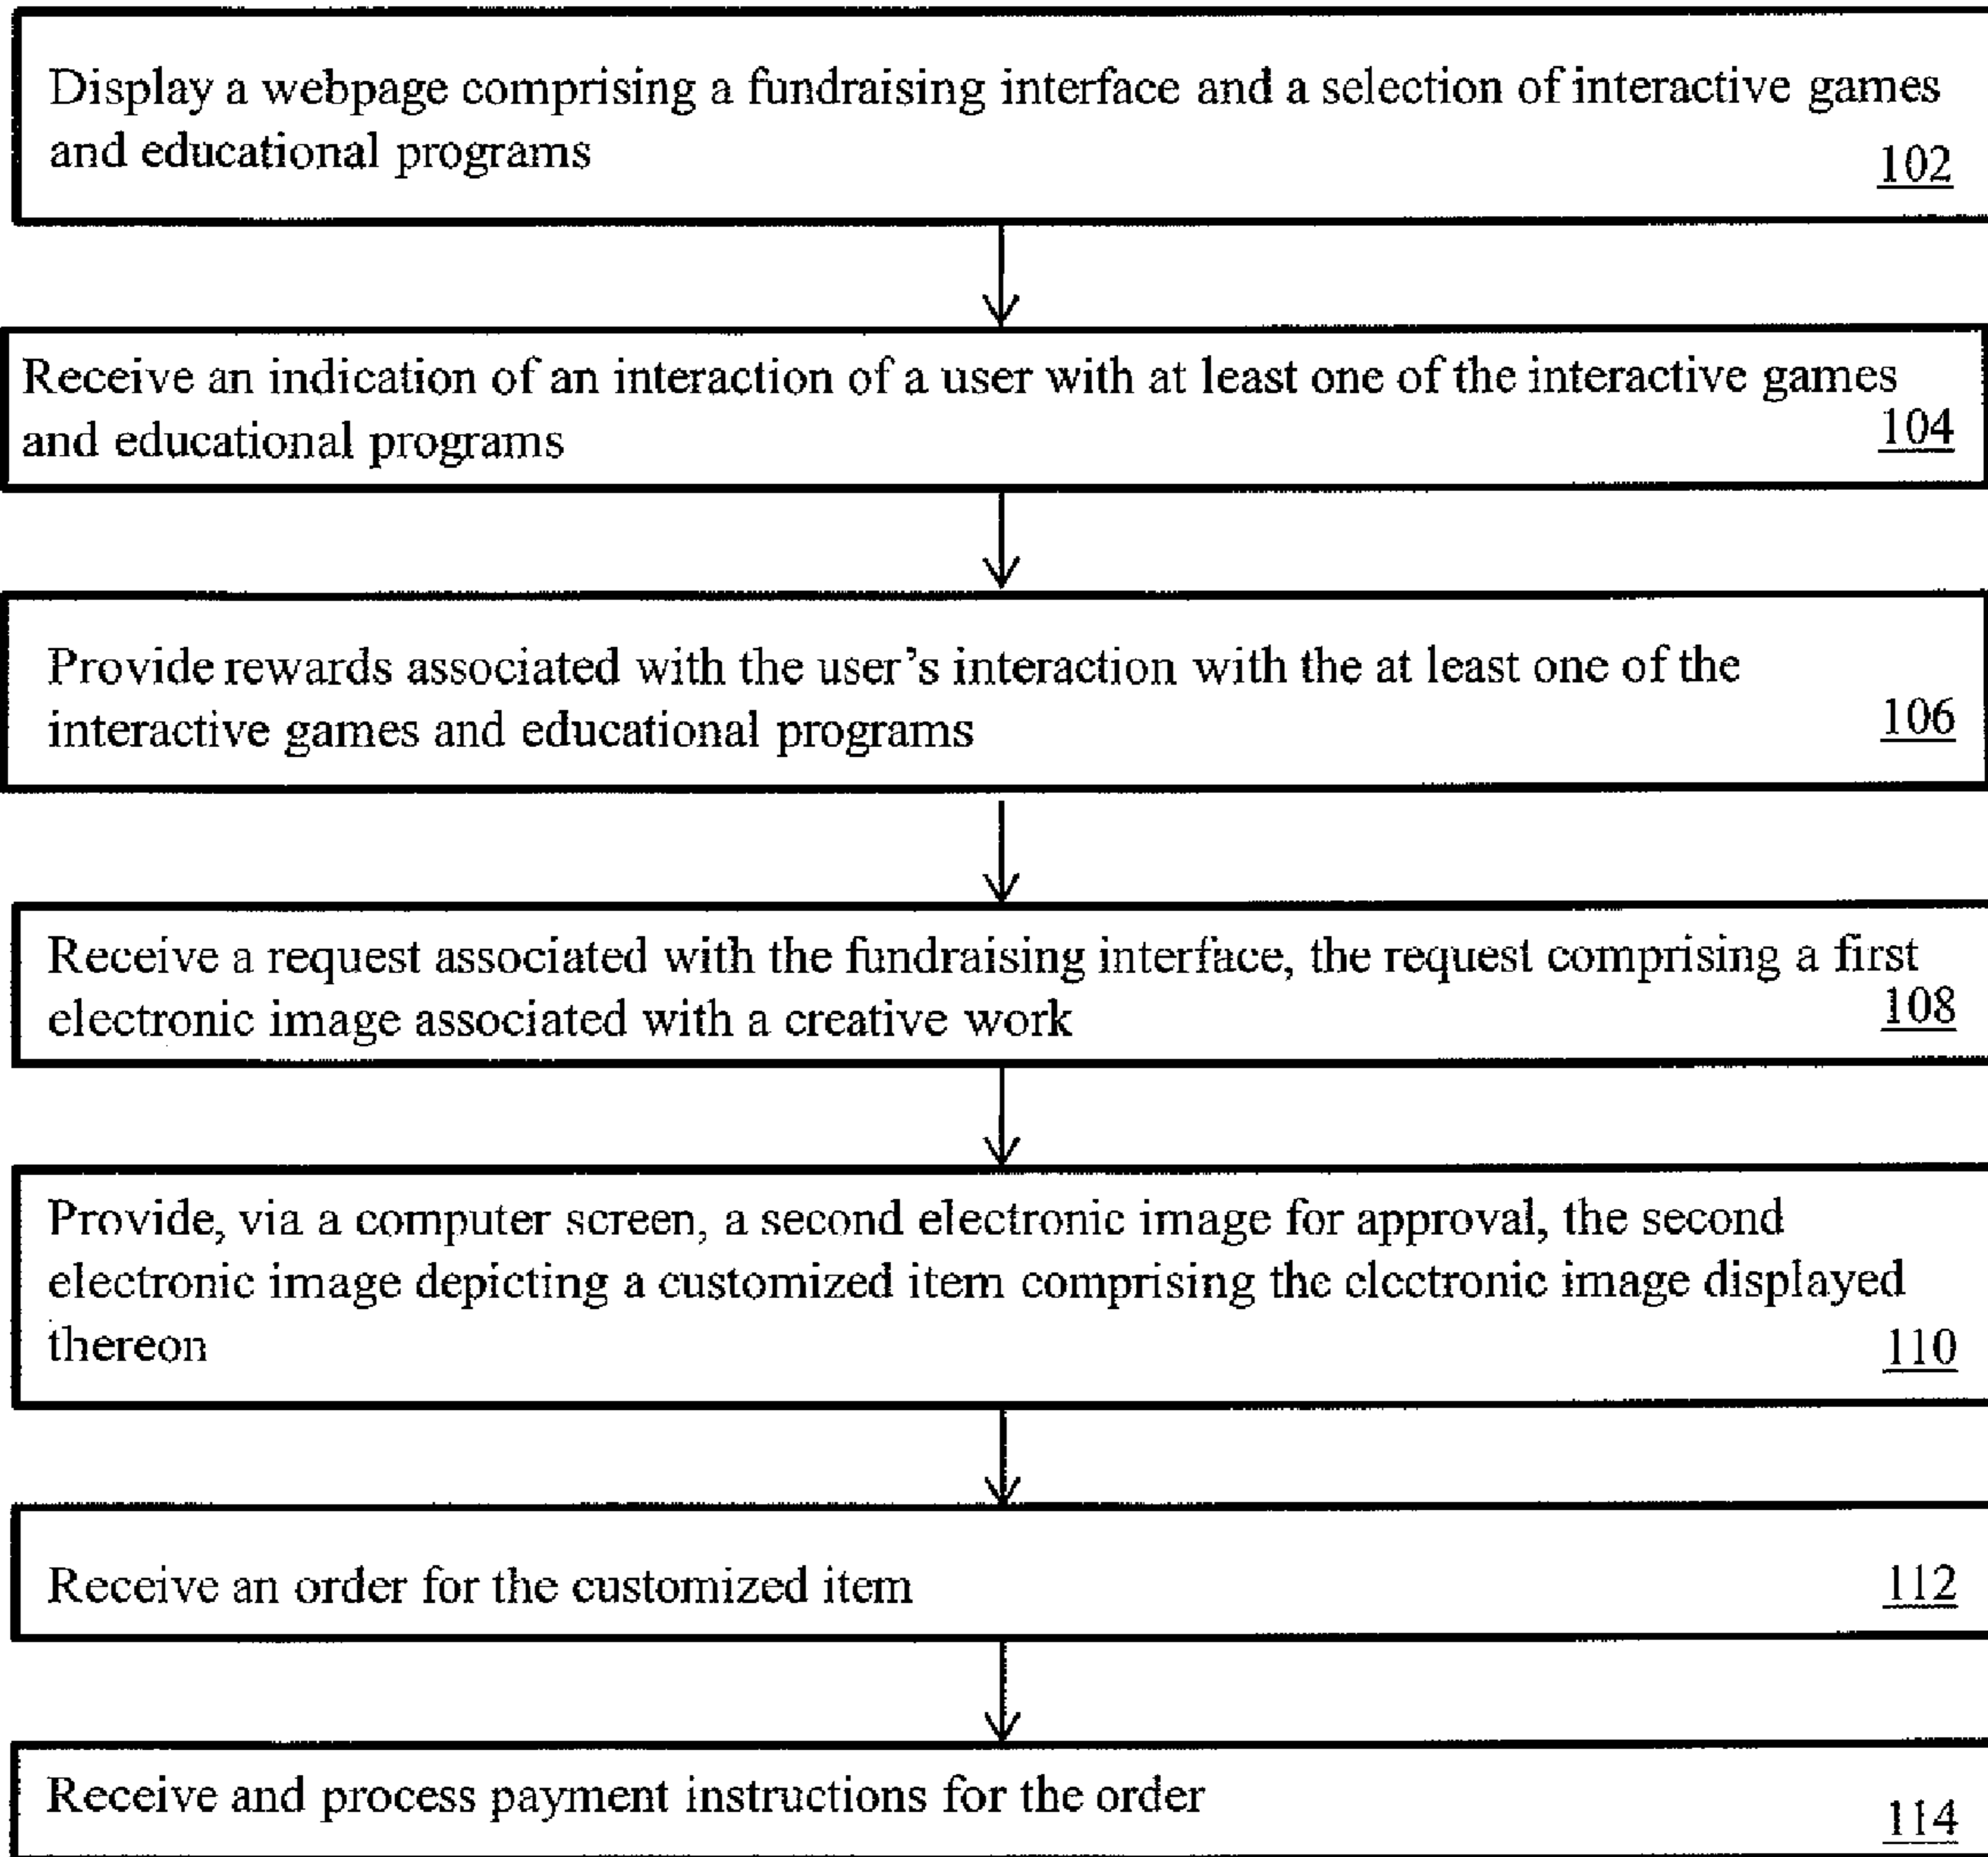 Display a webpage comprising a fundraising interface and a selection of interactive games
and educational programs
102
Receive an indication of an interaction of a user with at least one of the interactive games
and educational programs
104
Provide rewards associated with the user's interaction with the at least one of the
interactive games and educational programs
106
Receive a request associated with the fundraising interface, the request comprising a first
electronic image associated with a creative work
108
Provide, via a computer screen, a second electronic image for approval, the second
electronic image depicting a customized item comprising the electronic image displayed
thereon
110
Receive an order for the customized item
112
Receive and process payment instructions for the order
114